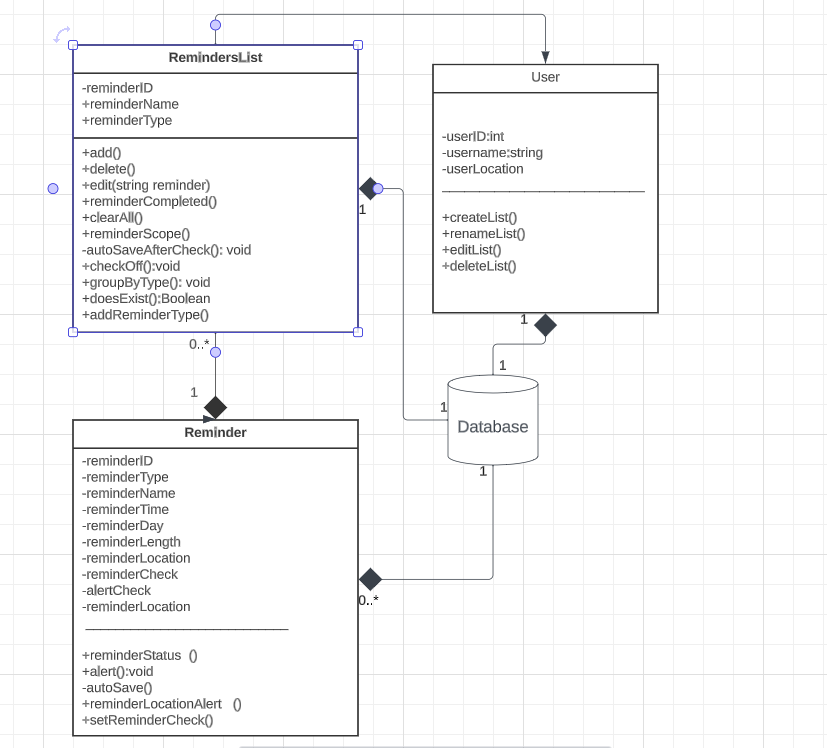 RemindersList
-reminderID
+reminderName
+reminderType
+add()
+delete()
+edit(string reminder)
+reminderCompleted()
+clearAll()
+reminderScope()
-autoSaveAfterCheck(): void
+checkOff():void
+groupByType(): void
+doesExist():Boolean
+addReminderType()
1
0..*
1
User
-userID:int
-username:string
-userLocation
+createList()
+renameList()
+editList()
+deleteList()
1
1
1
Database
1
Reminder
-reminderID
-reminderType
-reminderName
-reminderTime
-reminderDay
-reminderLength
-reminderLocation
-reminderCheck
-alertCheck
-reminderLocation
+reminderStatus ()
+alert():void
-autoSave()
+reminderLocationAlert ()
+setReminderCheck()
0..*